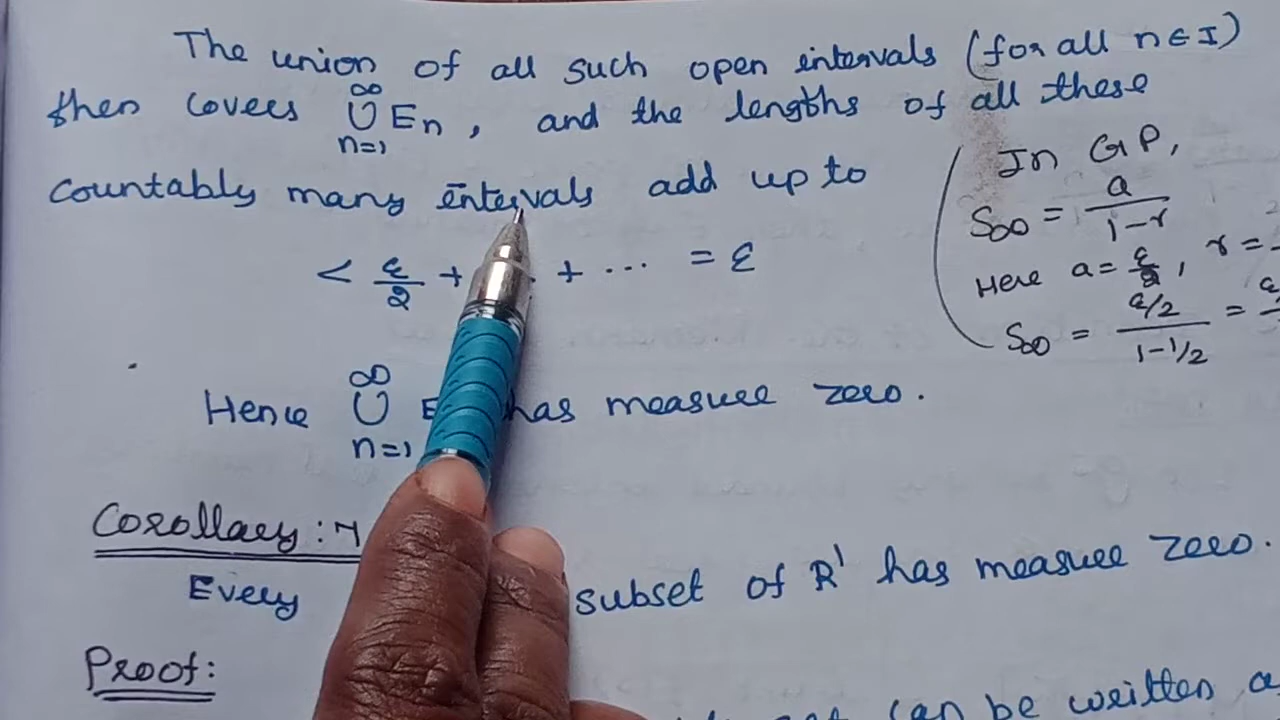 The union of all such open intervals (for all n ∈ I)
then covers ∞ ∪ n=1 En, and the lengths of all these
countably many intervals add up to
< ε/2 + + ... = ε
In GP,
S∞ = a/1-r
Here a = ε/2, r =
S∞ = ε/2 / 1-1/2 =
Hence ∞ ∪ n=1 has measure zero.
Corollary: 7
Every subset of R¹ has measure zero.
Proof:
can be written